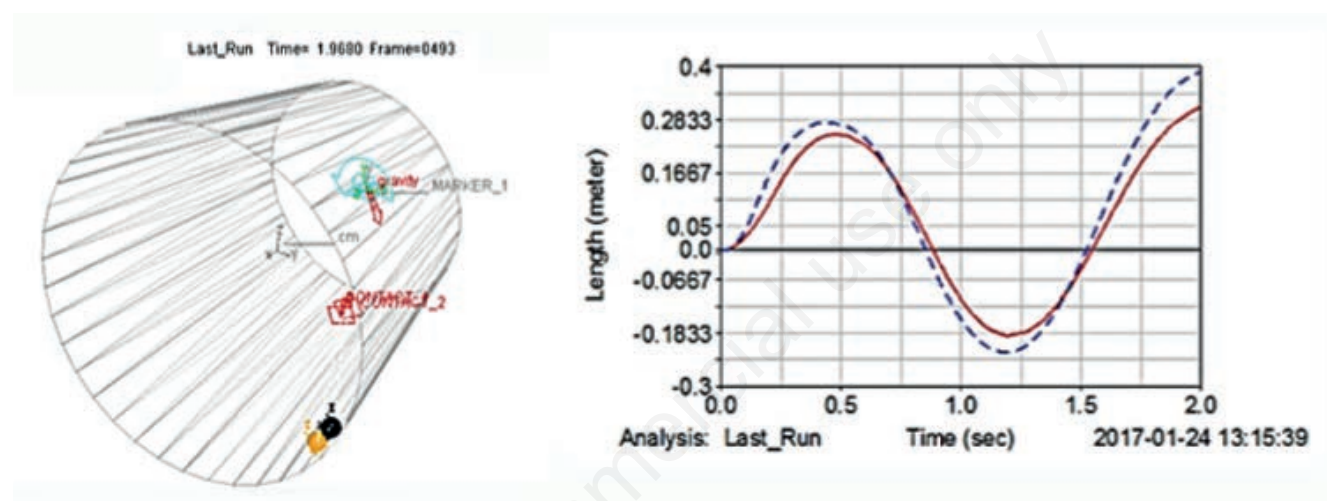 Last_Run Time= 1.9680 Frame=0493
gravity
MARKER_1
cm
x
Y
Length (meter)
0.4
0.2833
0.1667
0.05
0.0
-0.0667
-0.1833
-0.3
0.0 0.5 1.0 1.5 2.0
Analysis: Last_Run Time (sec) 2017-01-24 13:15:39
use only